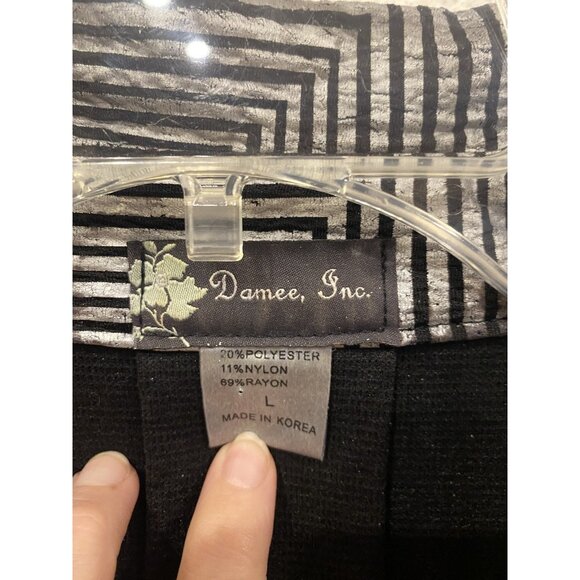 Damee, Inc.
20%POLYESTER
11%NYLON
69%RAYON
L
MADE IN KOREA